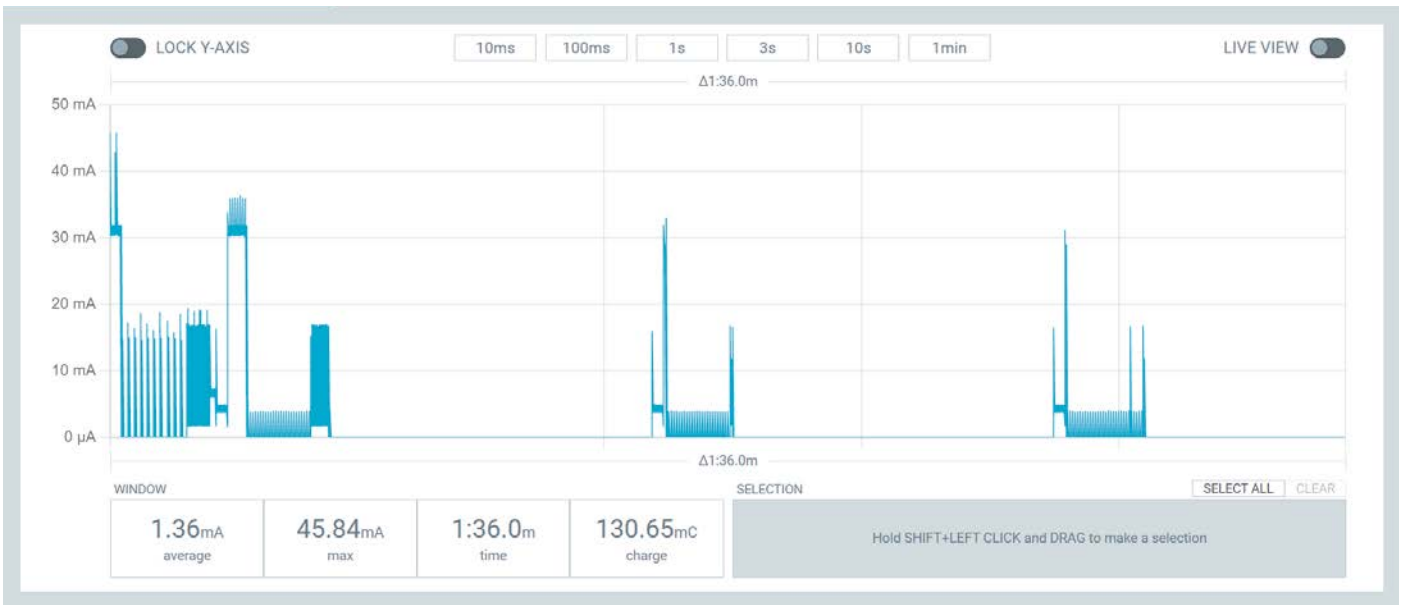 LOCK Y-AXIS 10ms 100ms 1s 3s 10s 1min LIVE VIEW
Δ1:36.0m
50 mA
40 mA
30 mA
20 mA
10 mA
0 µA
Δ1:36.0m
WINDOW SELECTION SELECT ALL CLEAR
1.36mA 45.84mA 1:36.0m 130.65mC
average max time charge
Hold SHIFT+LEFT CLICK and DRAG to make a selection